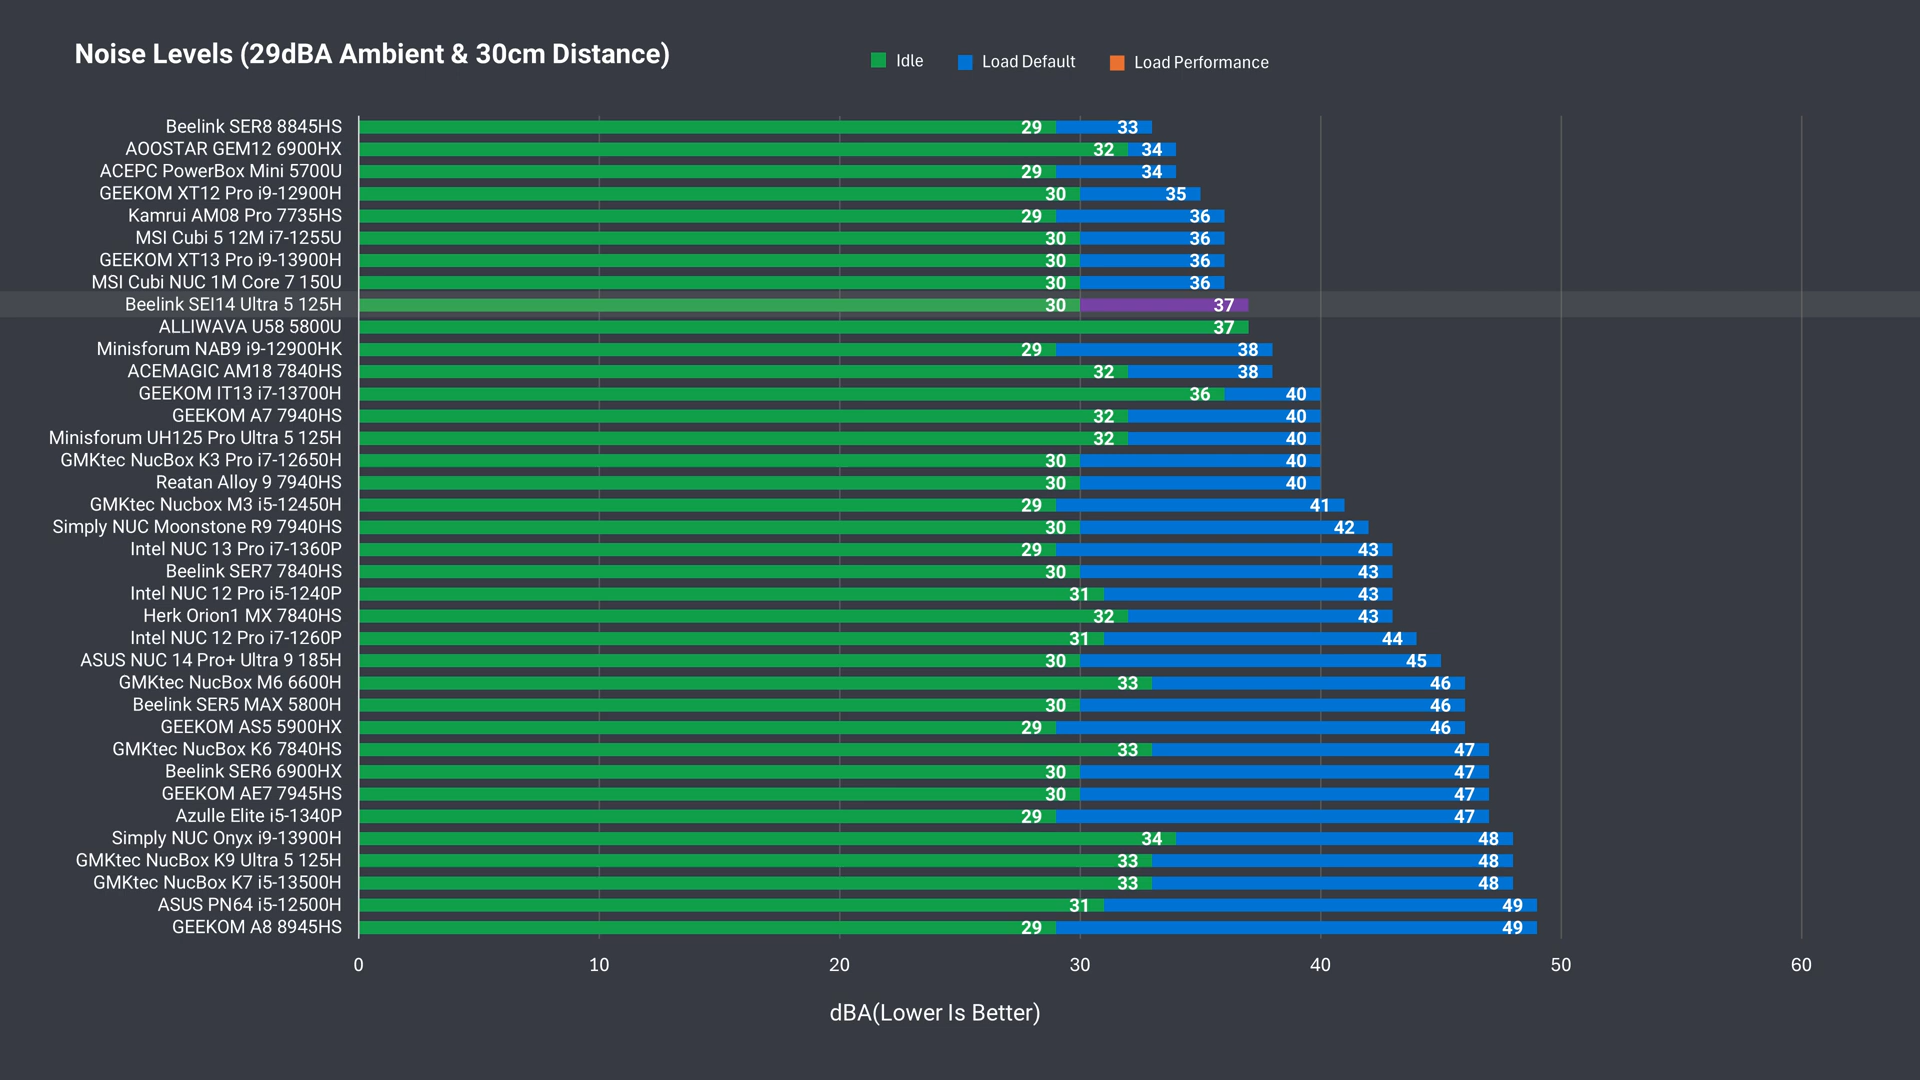 Noise Levels (29dBA Ambient & 30cm Distance)
Idle Load Default Load Performance
Beelink SER8 8845HS 29 33
AOOSTAR GEM12 6900HX 32 34
ACEPC PowerBox Mini 5700U 29 34
GEEKOM XT12 Pro i9-12900H 30 35
Kamrui AM08 Pro 7735HS 29 36
MSI Cubi 5 12M i7-1255U 30 36
GEEKOM XT13 Pro i9-13900H 30 36
MSI Cubi NUC 1M Core 7 150U 30 36
Beelink SEI14 Ultra 5 125H 30 37
ALLIWAVA U58 5800U 37
Minisforum NAB9 i9-12900HK 29 38
ACEMAGIC AM18 7840HS 32 38
GEEKOM IT13 i7-13700H 36 40
GEEKOM A7 7940HS 32 40
Minisforum UH125 Pro Ultra 5 125H 32 40
GMKtec NucBox K3 Pro i7-12650H 30 40
Reatan Alloy 9 7940HS 30 40
GMKtec Nucbox M3 i5-12450H 29 41
Simply NUC Moonstone R9 7940HS 30 42
Intel NUC 13 Pro i7-1360P 29 43
Beelink SER7 7840HS 30 43
Intel NUC 12 Pro i5-1240P 31 43
Herk Orion1 MX 7840HS 32 43
Intel NUC 12 Pro i7-1260P 31 44
ASUS NUC 14 Pro+ Ultra 9 185H 30 45
GMKtec NucBox M6 6600H 33 46
Beelink SER5 MAX 5800H 30 46
GEEKOM AS5 5900HX 29 46
GMKtec NucBox K6 7840HS 33 47
Beelink SER6 6900HX 30 47
GEEKOM AE7 7945HS 30 47
Azulle Elite i5-1340P 29 47
Simply NUC Onyx i9-13900H 34 48
GMKtec NucBox K9 Ultra 5 125H 33 48
GMKtec NucBox K7 i5-13500H 33 48
ASUS PN64 i5-12500H 31 49
GEEKOM A8 8945HS 29 49
0 10 20 30 40 50 60
dBA(Lower Is Better)